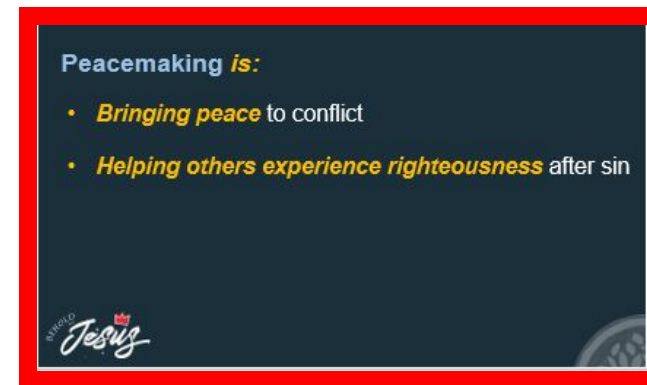 Peacemaking is:
• Bringing peace to conflict
• Helping others experience righteousness after sin
BEHOLD
Jesus